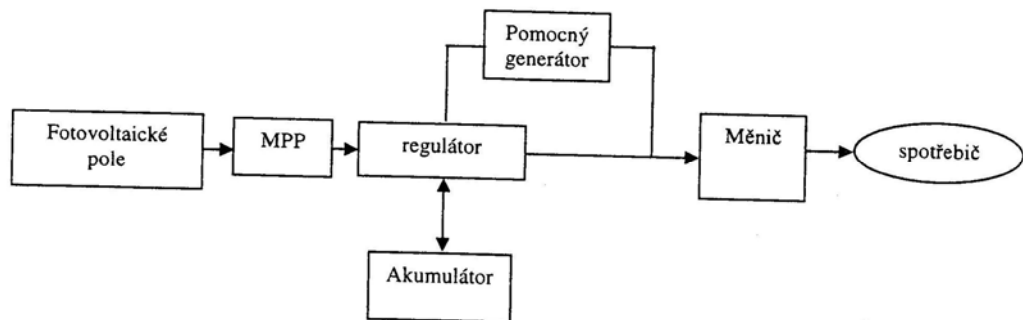 Pomocný
generátor
Fotovoltaické
pole
MPP
regulátor
Měnič
spotřebič
Akumulátor